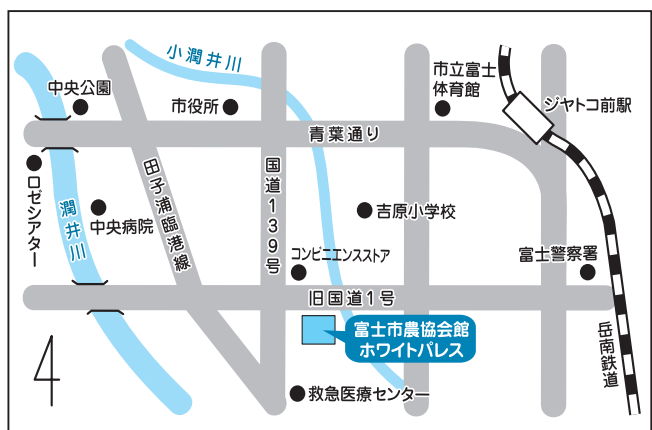 小潤井川
中央公園
市役所
市立富士
体育館
ジヤトコ前駅
青葉通り
ロゼシアター
潤井川
中央病院
田子浦臨港線
国道139号
吉原小学校
コンビニエンスストア
富士警察署
旧国道1号
富士市農協会館
ホワイトパレス
岳南鉄道
救急医療センター